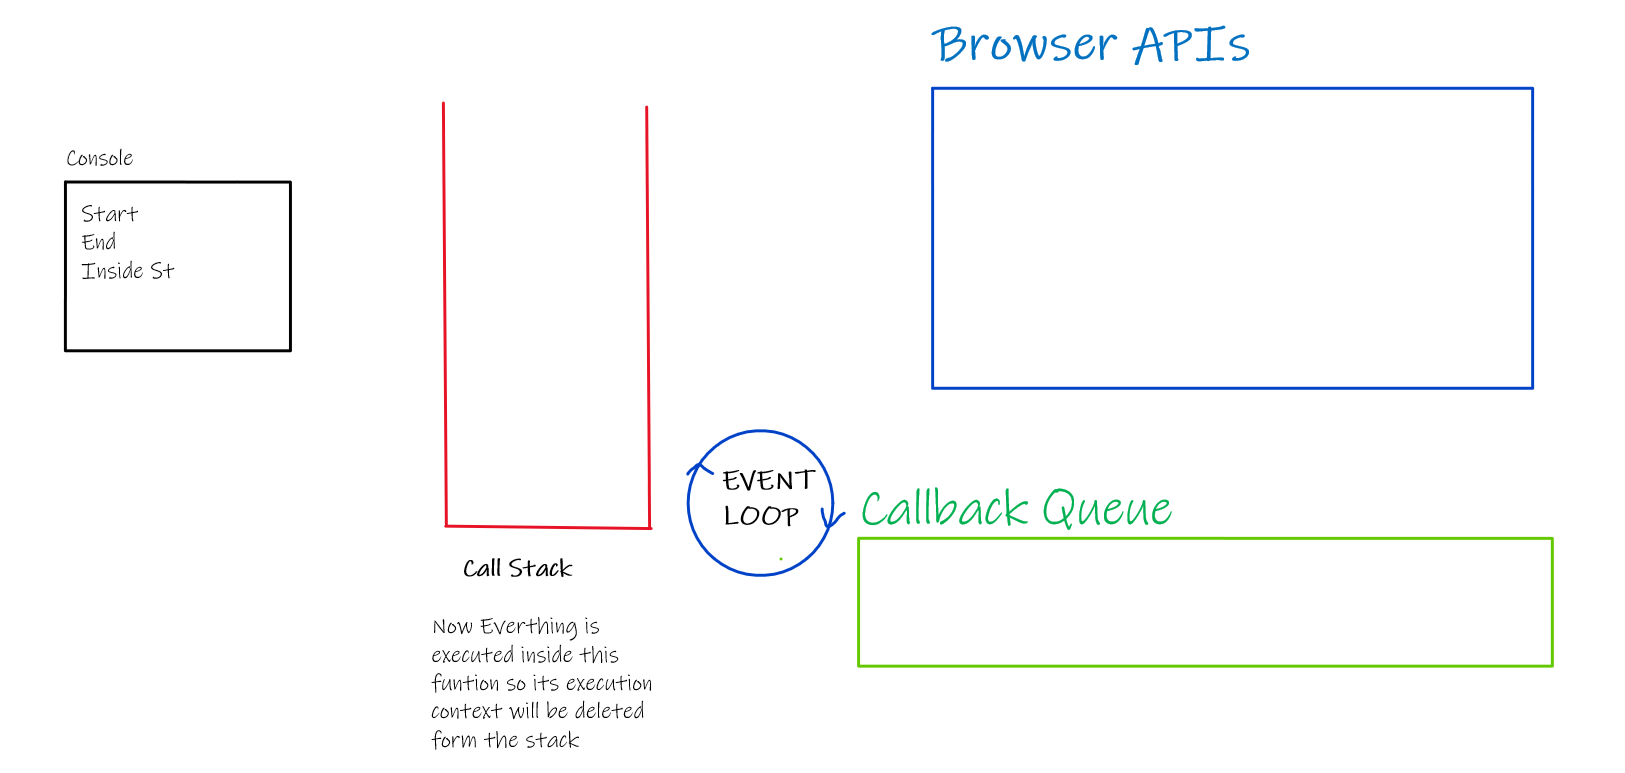 Browser APIs
Console
Start
End
Inside St
EVENT
LOOP
Callback Queue
Call Stack
Now Everthing is
executed inside this
funtion so its execution
context will be deleted
form the stack